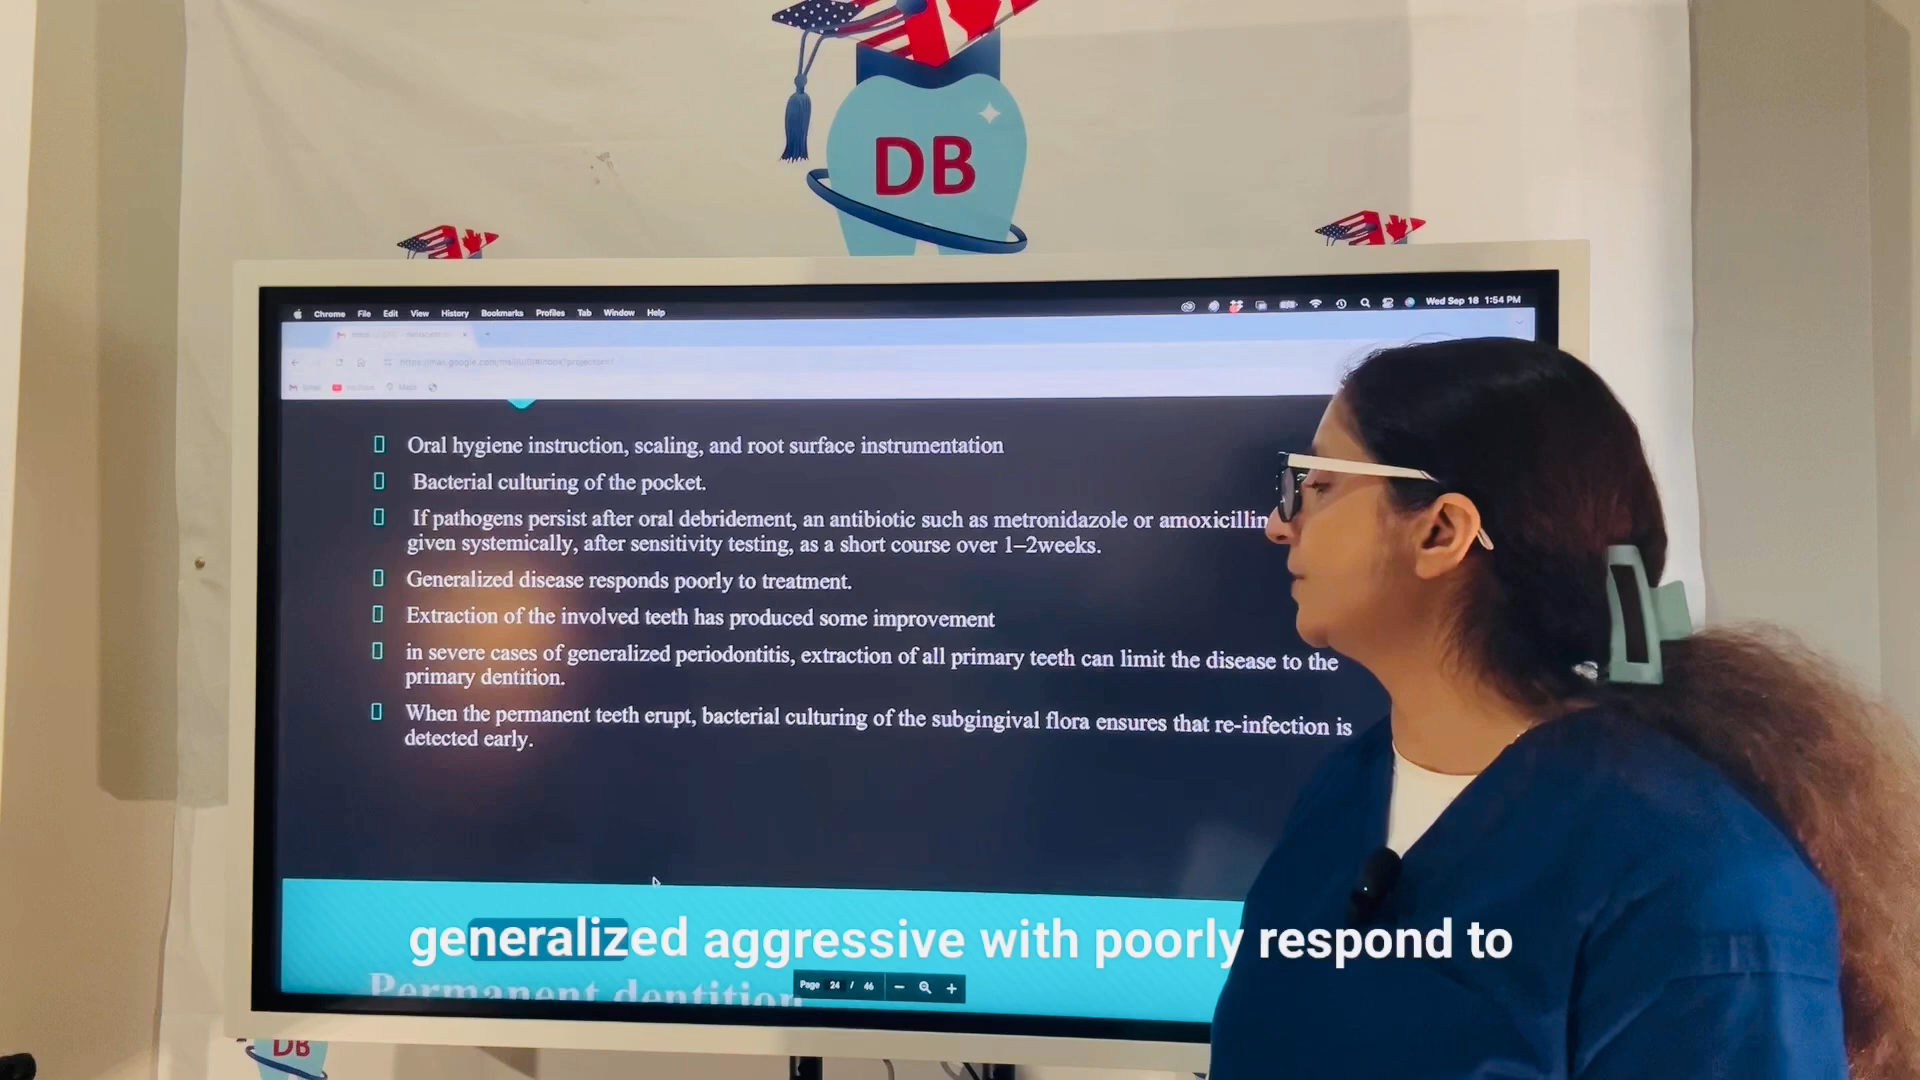 DB
Chrome File Edit View History Bookmarks Profiles Tab Window Help
Wed Sep 18 1:54 PM
Gmail YouTube Maps
Oral hygiene instruction, scaling, and root surface instrumentation
Bacterial culturing of the pocket.
If pathogens persist after oral debridement, an antibiotic such as metronidazole or amoxicillin
given systemically, after sensitivity testing, as a short course over 1–2weeks.
Generalized disease responds poorly to treatment.
Extraction of the involved teeth has produced some improvement
in severe cases of generalized periodontitis, extraction of all primary teeth can limit the disease to the
primary dentition.
When the permanent teeth erupt, bacterial culturing of the subgingival flora ensures that re-infection is
detected early.
generalized aggressive with poorly respond to
Permanent dentition
Page 24 / 46
DB